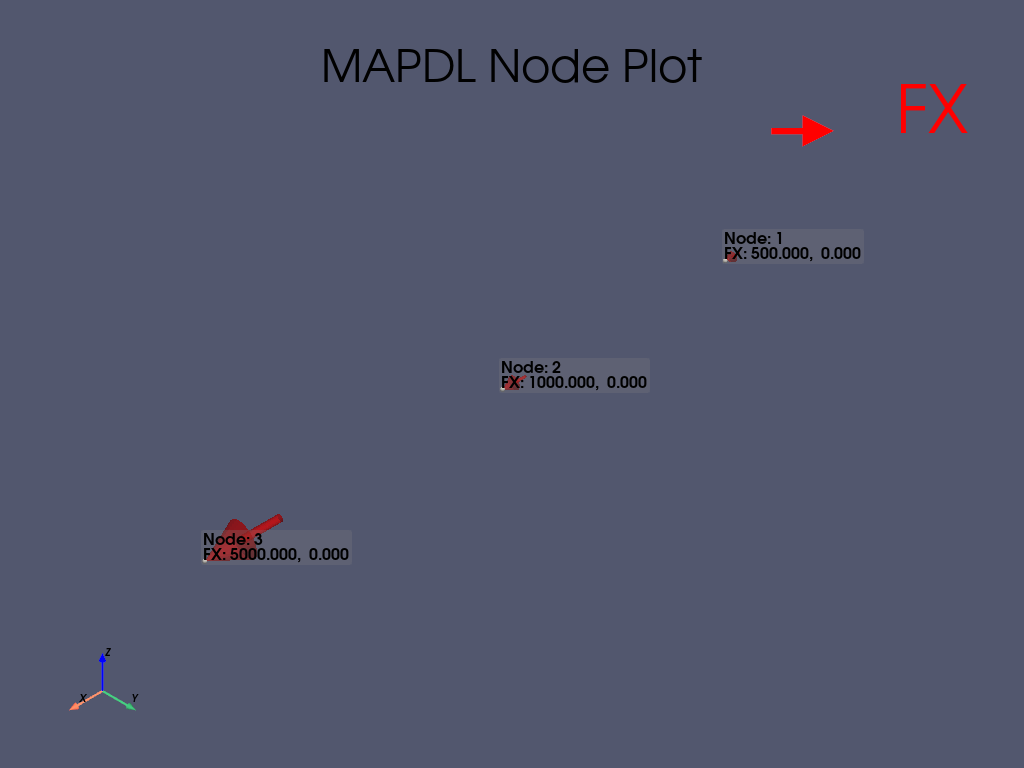 MAPDL Node Plot
FX
Node: 1
FX: 500.000, 0.000
Node: 2
FX: 1000.000, 0.000
Node: 3
FX: 5000.000, 0.000
Z
X
Y